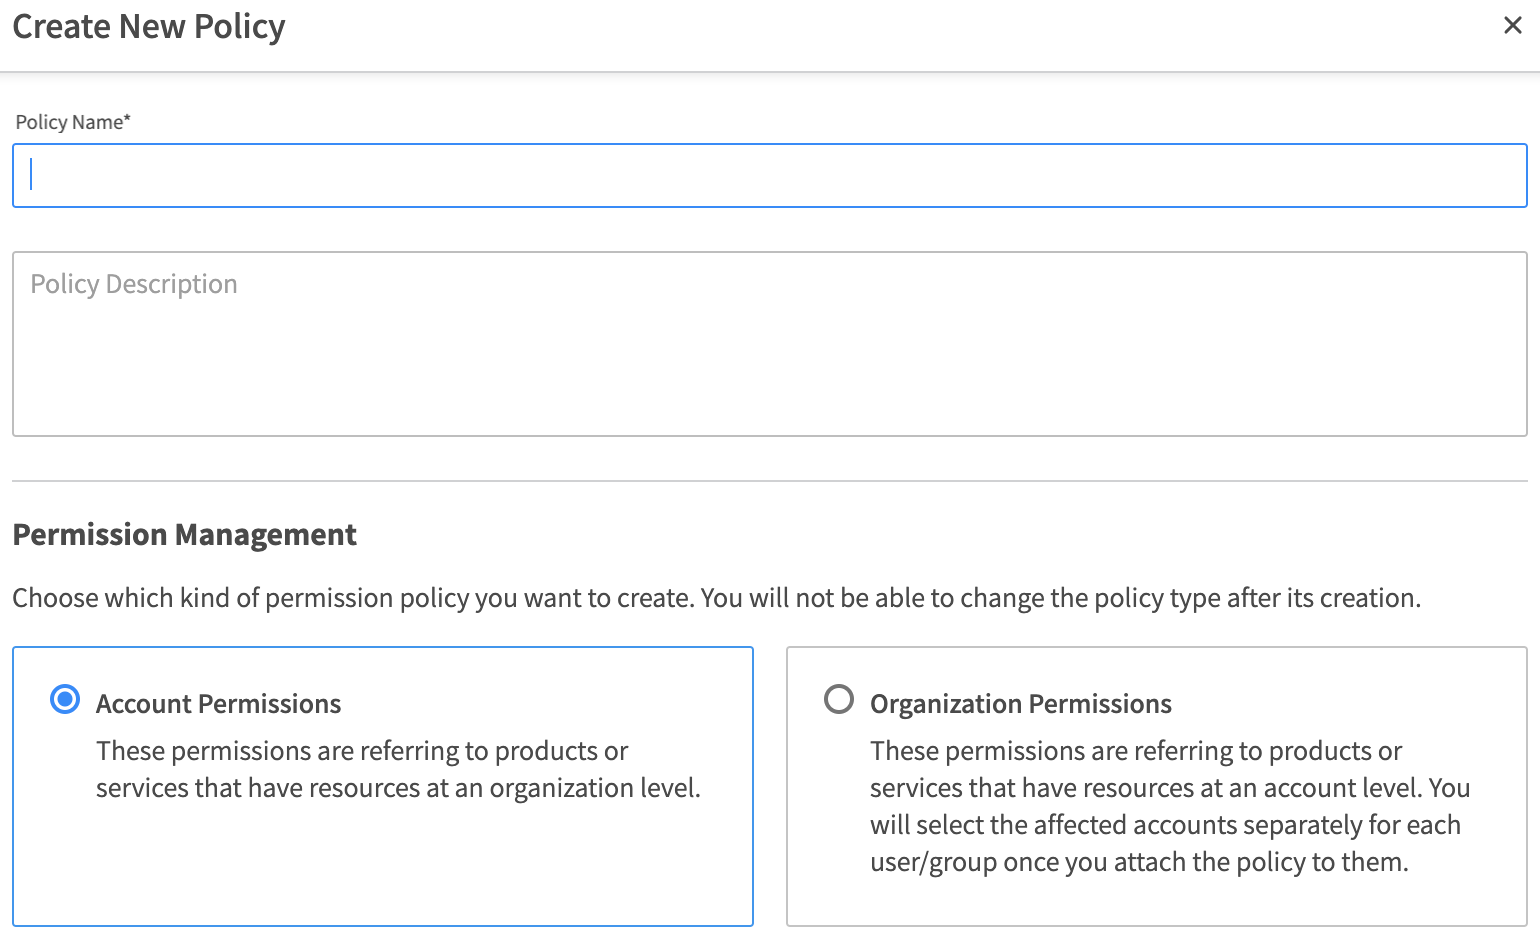 Create New Policy
Policy Name*
Policy Description
Permission Management
Choose which kind of permission policy you want to create. You will not be able to change the policy type after its creation.
Account Permissions
These permissions are referring to products or
services that have resources at an organization level.
Organization Permissions
These permissions are referring to products or
services that have resources at an account level. You
will select the affected accounts separately for each
user/group once you attach the policy to them.